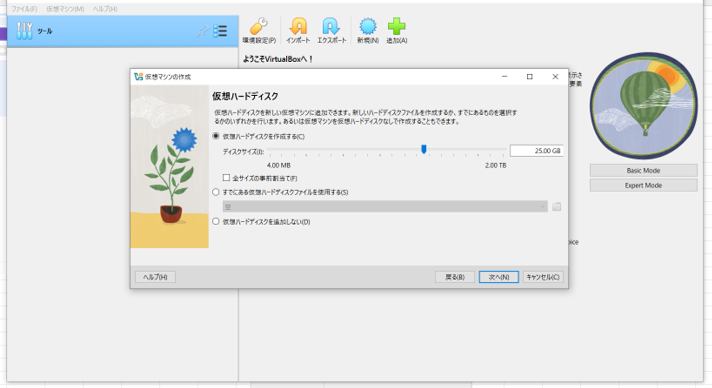 ファイル(F) 仮想マシン(M) ヘルプ(H)
ツール
環境設定(P) インポート エクスポート 新規(N) 追加(A)
ようこそVirtualBoxへ！
表示さ
要素
仮想マシンの作成
仮想ハードディスク
仮想ハードディスクを新しい仮想マシンに追加できます。新しいハードディスクファイルを作成するか、すでにあるものを選択す
るかのいずれかを行います。あるいは仮想マシンを仮想ハードディスクなしで作成することもできます。
仮想ハードディスクを作成する(C)
ディスクサイズ(I): 25.00 GB
4.00 MB 2.00 TB
全サイズの事前割当て(F)
すでにある仮想ハードディスクファイルを使用する(S)
空
仮想ハードディスクを追加しない(D)
ヘルプ(H) 戻る(B) 次へ(N) キャンセル(C)
Basic Mode
Expert Mode
oice